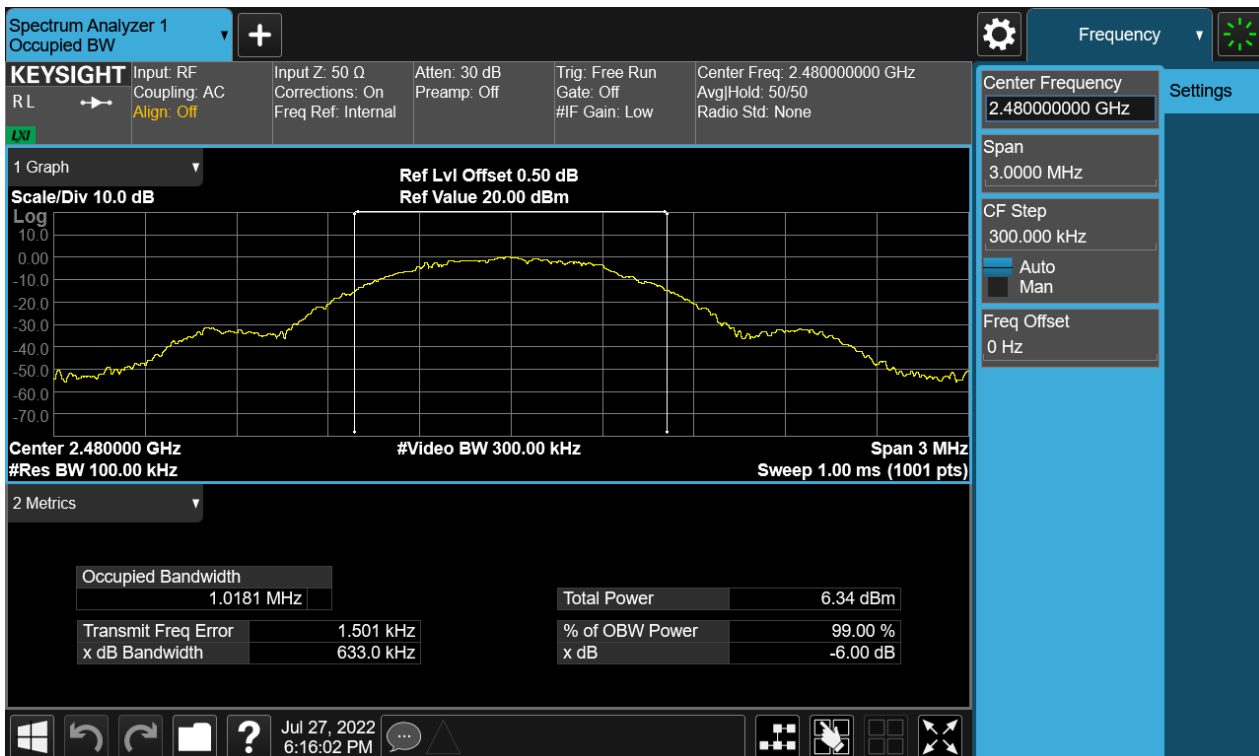 Spectrum Analyzer 1
Occupied BW
Frequency
KEYSIGHT
R L
LXI
Input: RF
Coupling: AC
Align: Off
Input Z: 50 Ω
Corrections: On
Freq Ref: Internal
Atten: 30 dB
Preamp: Off
Trig: Free Run
Gate: Off
#IF Gain: Low
Center Freq: 2.480000000 GHz
Avg|Hold: 50/50
Radio Std: None
Center Frequency
2.480000000 GHz
Settings
Span
3.0000 MHz
CF Step
300.000 kHz
Auto
Man
Freq Offset
0 Hz
1 Graph
Scale/Div 10.0 dB
Ref Lvl Offset 0.50 dB
Ref Value 20.00 dBm
Log
10.0
0.00
-10.0
-20.0
-30.0
-40.0
-50.0
-60.0
-70.0
Center 2.480000 GHz
#Video BW 300.00 kHz
Span 3 MHz
#Res BW 100.00 kHz
Sweep 1.00 ms (1001 pts)
2 Metrics
Occupied Bandwidth
1.0181 MHz
Total Power 6.34 dBm
Transmit Freq Error 1.501 kHz
% of OBW Power 99.00 %
x dB Bandwidth 633.0 kHz
x dB -6.00 dB
Jul 27, 2022
6:16:02 PM